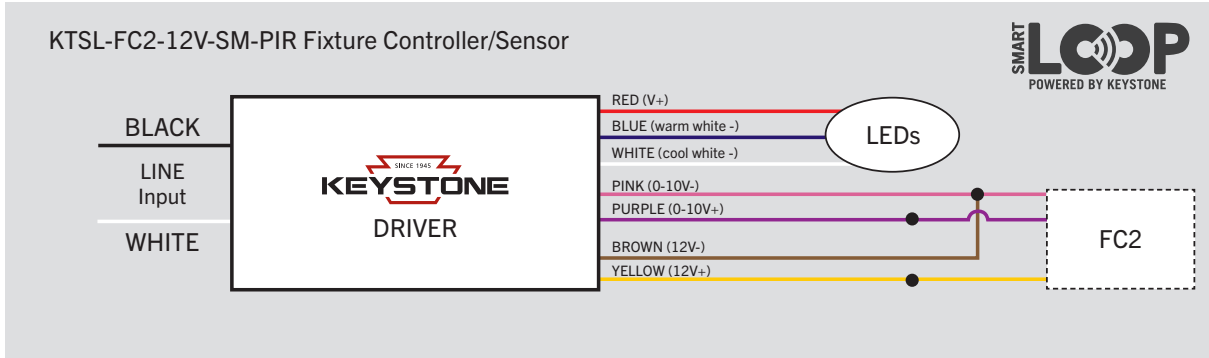 KTSL-FC2-12V-SM-PIR Fixture Controller/Sensor
SMART
LOOP
POWERED BY KEYSTONE
BLACK
LINE
Input
WHITE
SINCE 1945
KEYSTONE
DRIVER
RED (V+)
BLUE (warm white -)
WHITE (cool white -)
PINK (0-10V-)
PURPLE (0-10V+)
BROWN (12V-)
YELLOW (12V+)
LEDs
FC2